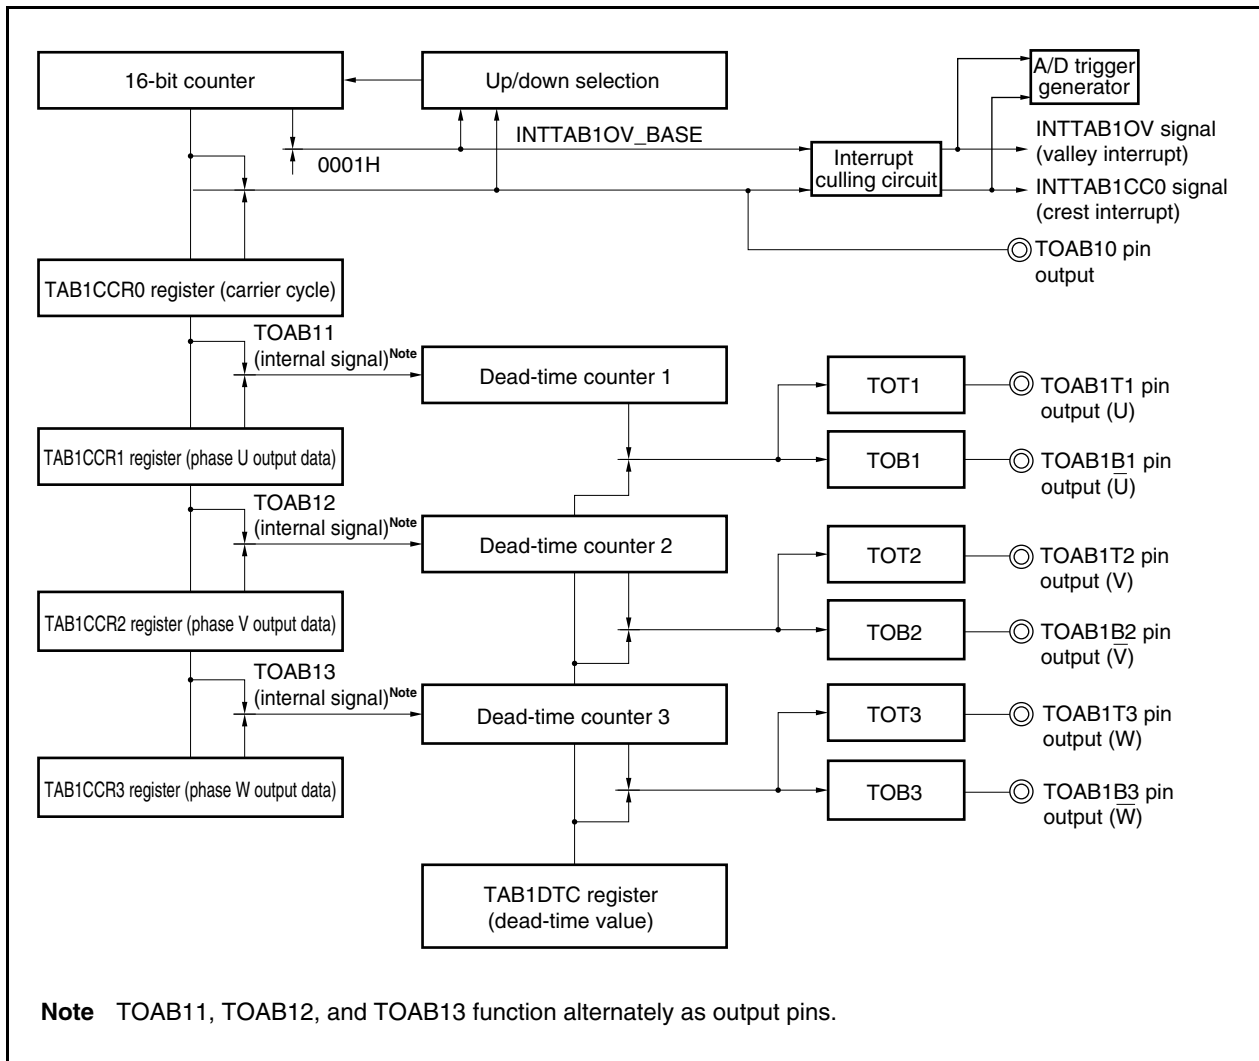 16-bit counter
Up/down selection
A/D trigger
generator
INTTAB1OV_BASE
0001H
Interrupt
culling circuit
INTTAB1OV signal
(valley interrupt)
INTTAB1CC0 signal
(crest interrupt)
TOAB10 pin
output
TAB1CCR0 register (carrier cycle)
TOAB11
(internal signal)Note
Dead-time counter 1
TOT1
TOAB1T1 pin
output (U)
TAB1CCR1 register (phase U output data)
TOB1
TOAB1B1 pin
output (U̅)
TOAB12
(internal signal)Note
Dead-time counter 2
TOT2
TOAB1T2 pin
output (V)
TAB1CCR2 register (phase V output data)
TOB2
TOAB1B2 pin
output (V̅)
TOAB13
(internal signal)Note
Dead-time counter 3
TOT3
TOAB1T3 pin
output (W)
TAB1CCR3 register (phase W output data)
TOB3
TOAB1B3 pin
output (W̅)
TAB1DTC register
(dead-time value)
Note TOAB11, TOAB12, and TOAB13 function alternately as output pins.